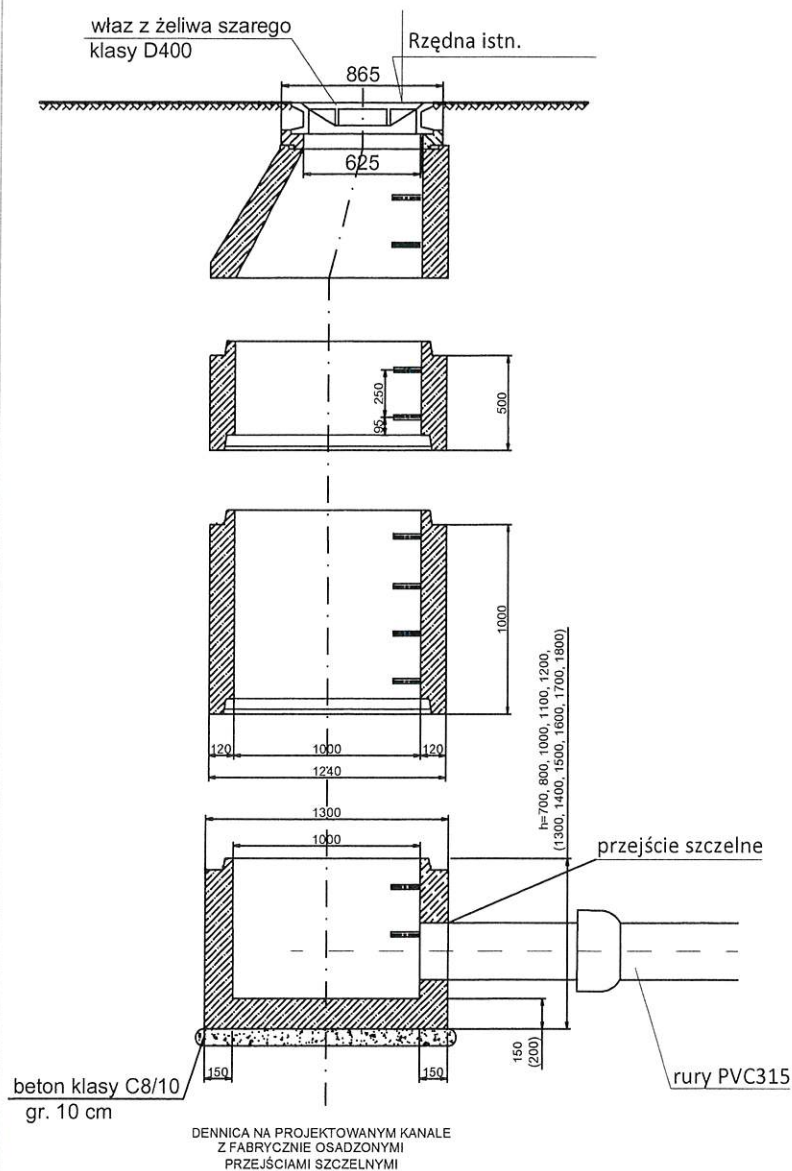 właz z żeliwa szarego
klasy D400
Rzędna istn.
865
625
250
95
500
1000
120
1000
120
1240
h=700, 800, 1000, 1100, 1200,
(1300, 1400, 1500, 1600, 1700, 1800)
1300
1000
przejście szczelne
150
(200)
150
150
rury PVC315
beton klasy C8/10
gr. 10 cm
DENNICA NA PROJEKTOWANYM KANALE
Z FABRYCZNIE OSADZONYMI
PRZEJŚCIAMI SZCZELNYMI